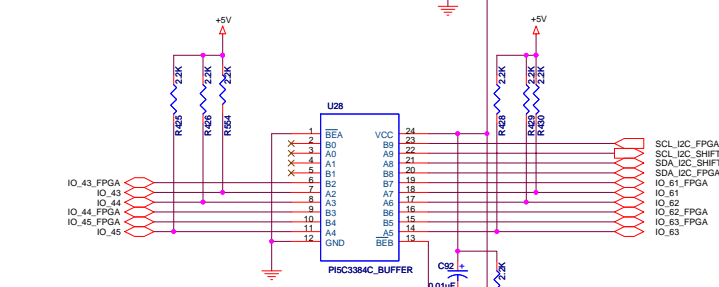 +5V
+5V
2.2K
2.2K
2.2K
R425
R426
R554
2.2K
2.2K
2.2K
R428
R429
R430
U28
1 BEA VCC 24
2 B0 B9 23
3 A0 A9 22
4 A1 A8 21
5 B1 B8 20
6 B2 B7 19
7 A2 A7 18
8 A3 A6 17
9 B3 B6 16
10 B4 B5 15
11 A4 A5 14
12 GND BEB 13
PI5C3384C_BUFFER
IO_43_FPGA
IO_43
IO_44
IO_44_FPGA
IO_45_FPGA
IO_45
SCL_I2C_FPGA
SCL_I2C_SHIFT
SDA_I2C_SHIFT
SDA_I2C_FPGA
IO_61_FPGA
IO_61
IO_62
IO_62_FPGA
IO_63_FPGA
IO_63
C92 +
0.01uF
2.2K